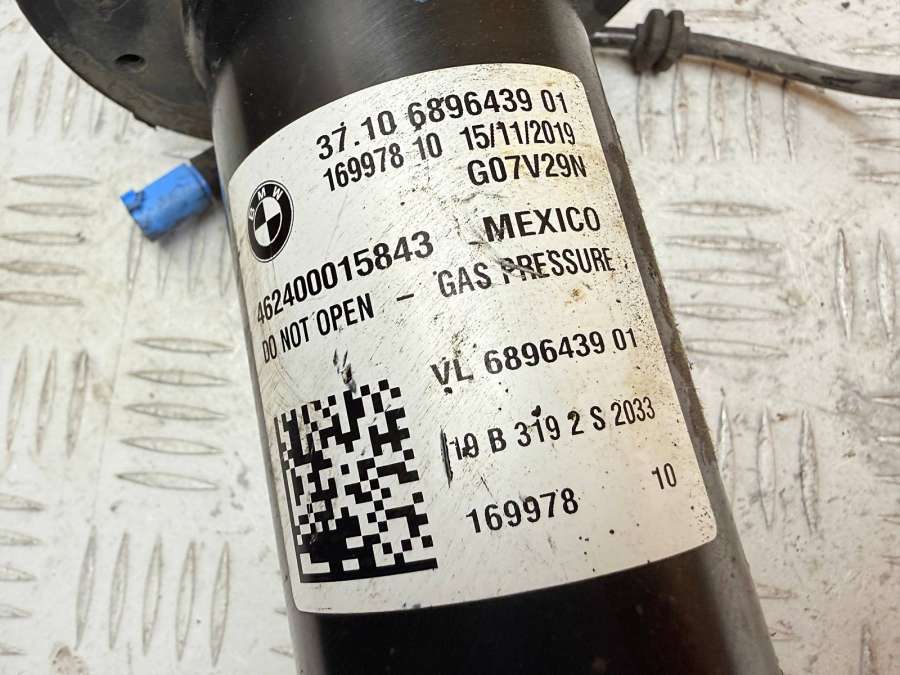 37.10 6896439 01
169978 10 15/11/2019
G07V29N
BMW
462400015843 MEXICO
DO NOT OPEN - GAS PRESSURE
VL 6896439 01
19 B 319 2 S 2033
169978 10